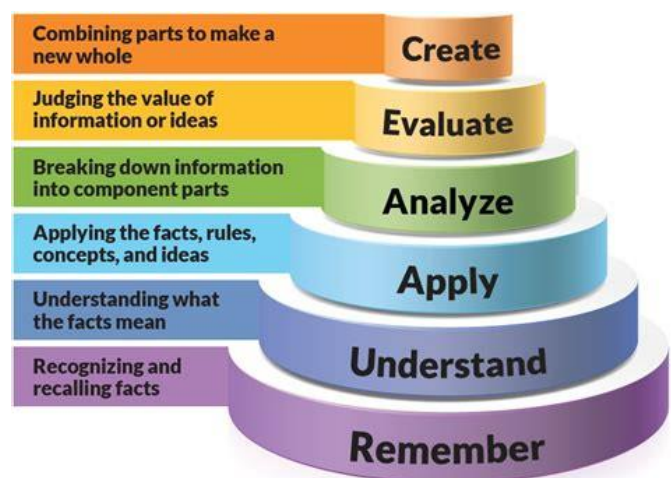 Combining parts to make a
new whole
Create
Judging the value of
information or ideas
Evaluate
Breaking down information
into component parts
Analyze
Applying the facts, rules,
concepts, and ideas
Apply
Understanding what
the facts mean
Understand
Recognizing and
recalling facts
Remember